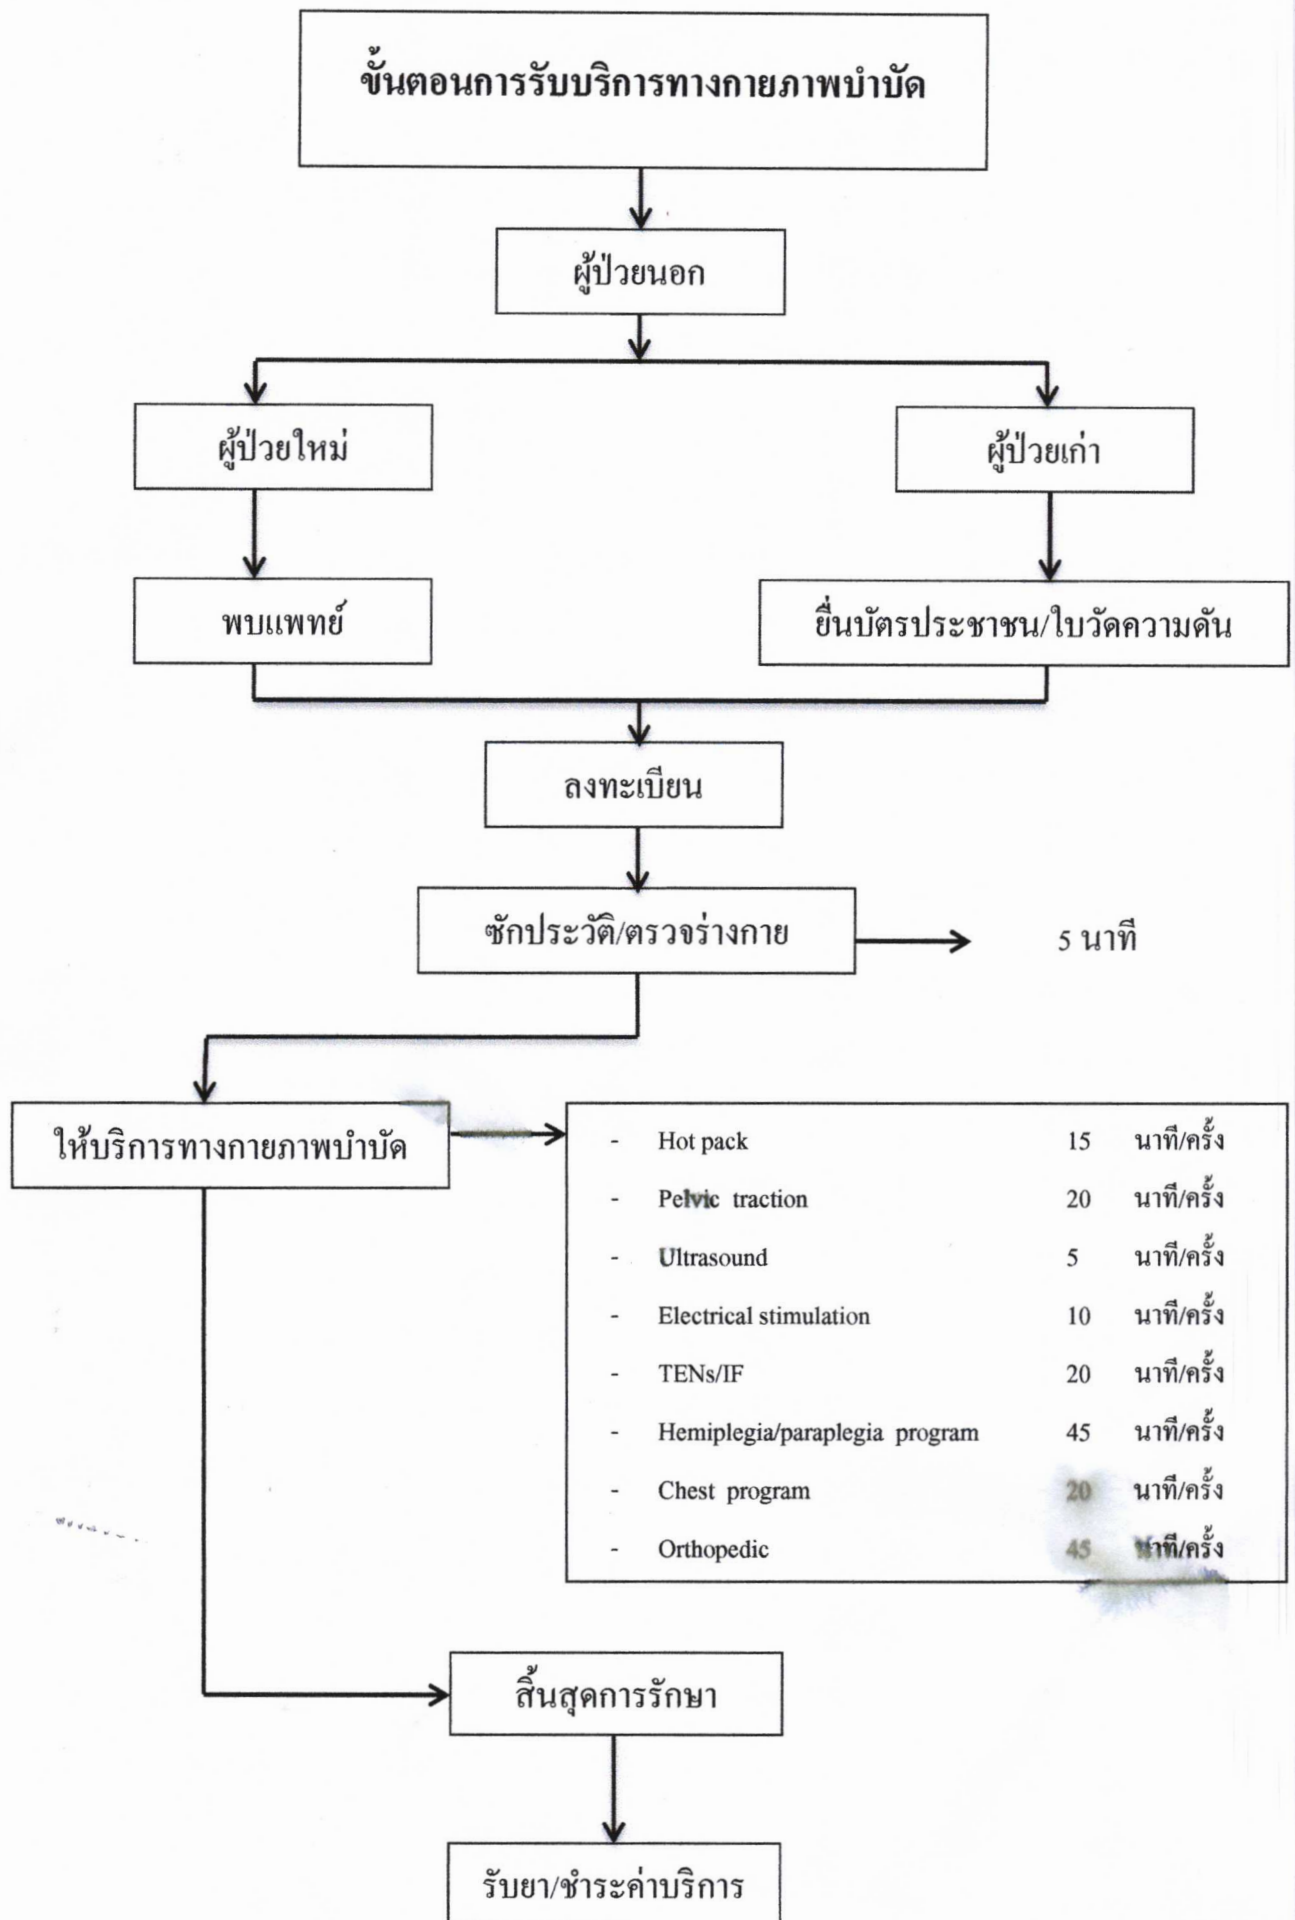 ขั้นตอนการรับบริการทางกายภาพบำบัด
ผู้ป่วยนอก
ผู้ป่วยใหม่
ผู้ป่วยเก่า
พบแพทย์
ยื่นบัตรประชาชน/ใบวัดความดัน
ลงทะเบียน
ซักประวัติ/ตรวจร่างกาย
5 นาที
ให้บริการทางกายภาพบำบัด
- Hot pack 15 นาที/ครั้ง
- Pelvic traction 20 นาที/ครั้ง
- Ultrasound 5 นาที/ครั้ง
- Electrical stimulation 10 นาที/ครั้ง
- TENs/IF 20 นาที/ครั้ง
- Hemiplegia/paraplegia program 45 นาที/ครั้ง
- Chest program 20 นาที/ครั้ง
- Orthopedic 45 นาที/ครั้ง
สิ้นสุดการรักษา
รับยา/ชำระค่าบริการ